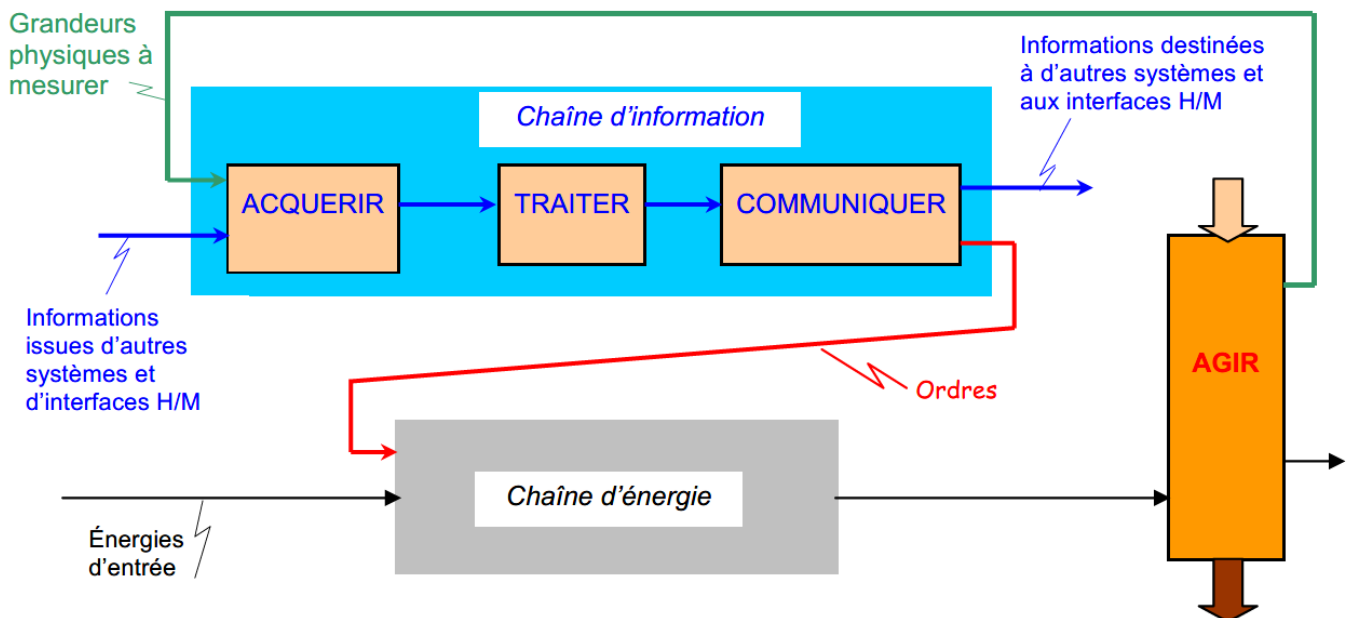 Grandeurs
physiques à
mesurer
Informations destinées
à d’autres systèmes et
aux interfaces H/M
Chaîne d’information
ACQUERIR
TRAITER
COMMUNIQUER
Informations
issues d’autres
systèmes et
d’interfaces H/M
AGIR
Ordres
Chaîne d’énergie
Énergies
d’entrée